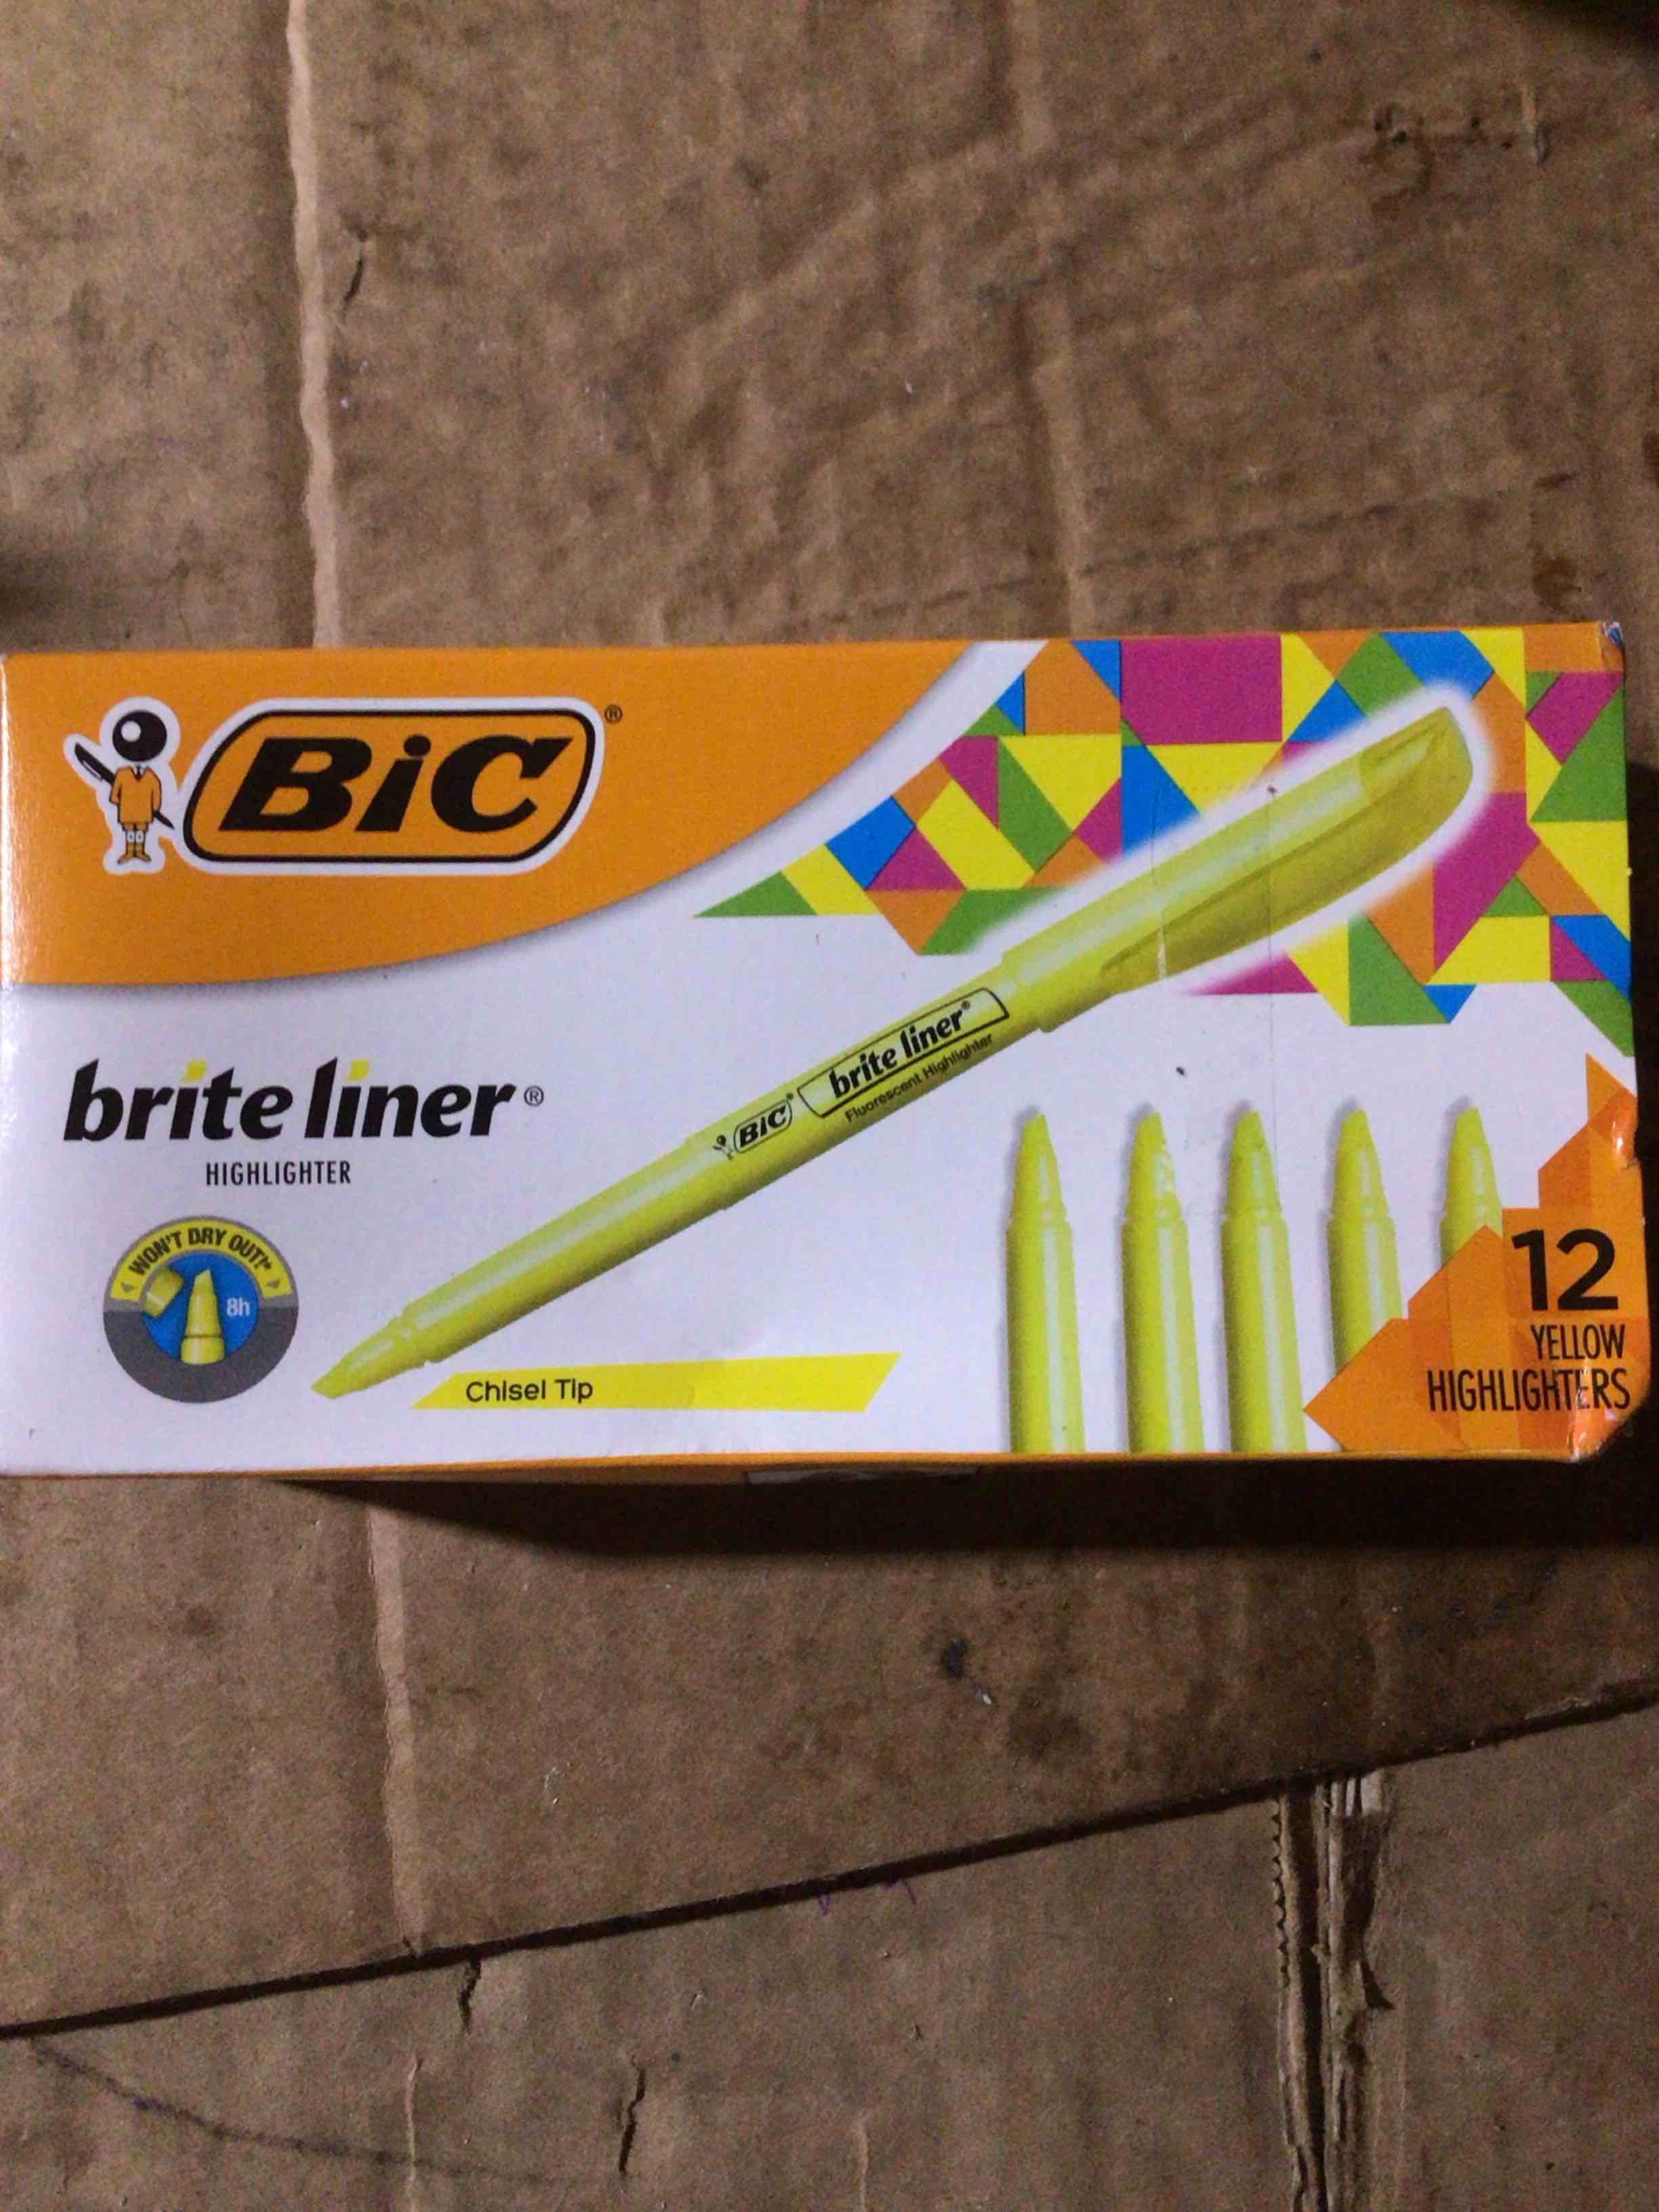 BiC®
brite liner®
HIGHLIGHTER
WON'T DRY OUT!*
8h
BiC
brite liner®
Fluorescent Highlighter
Chisel Tip
12
YELLOW
HIGHLIGHTERS